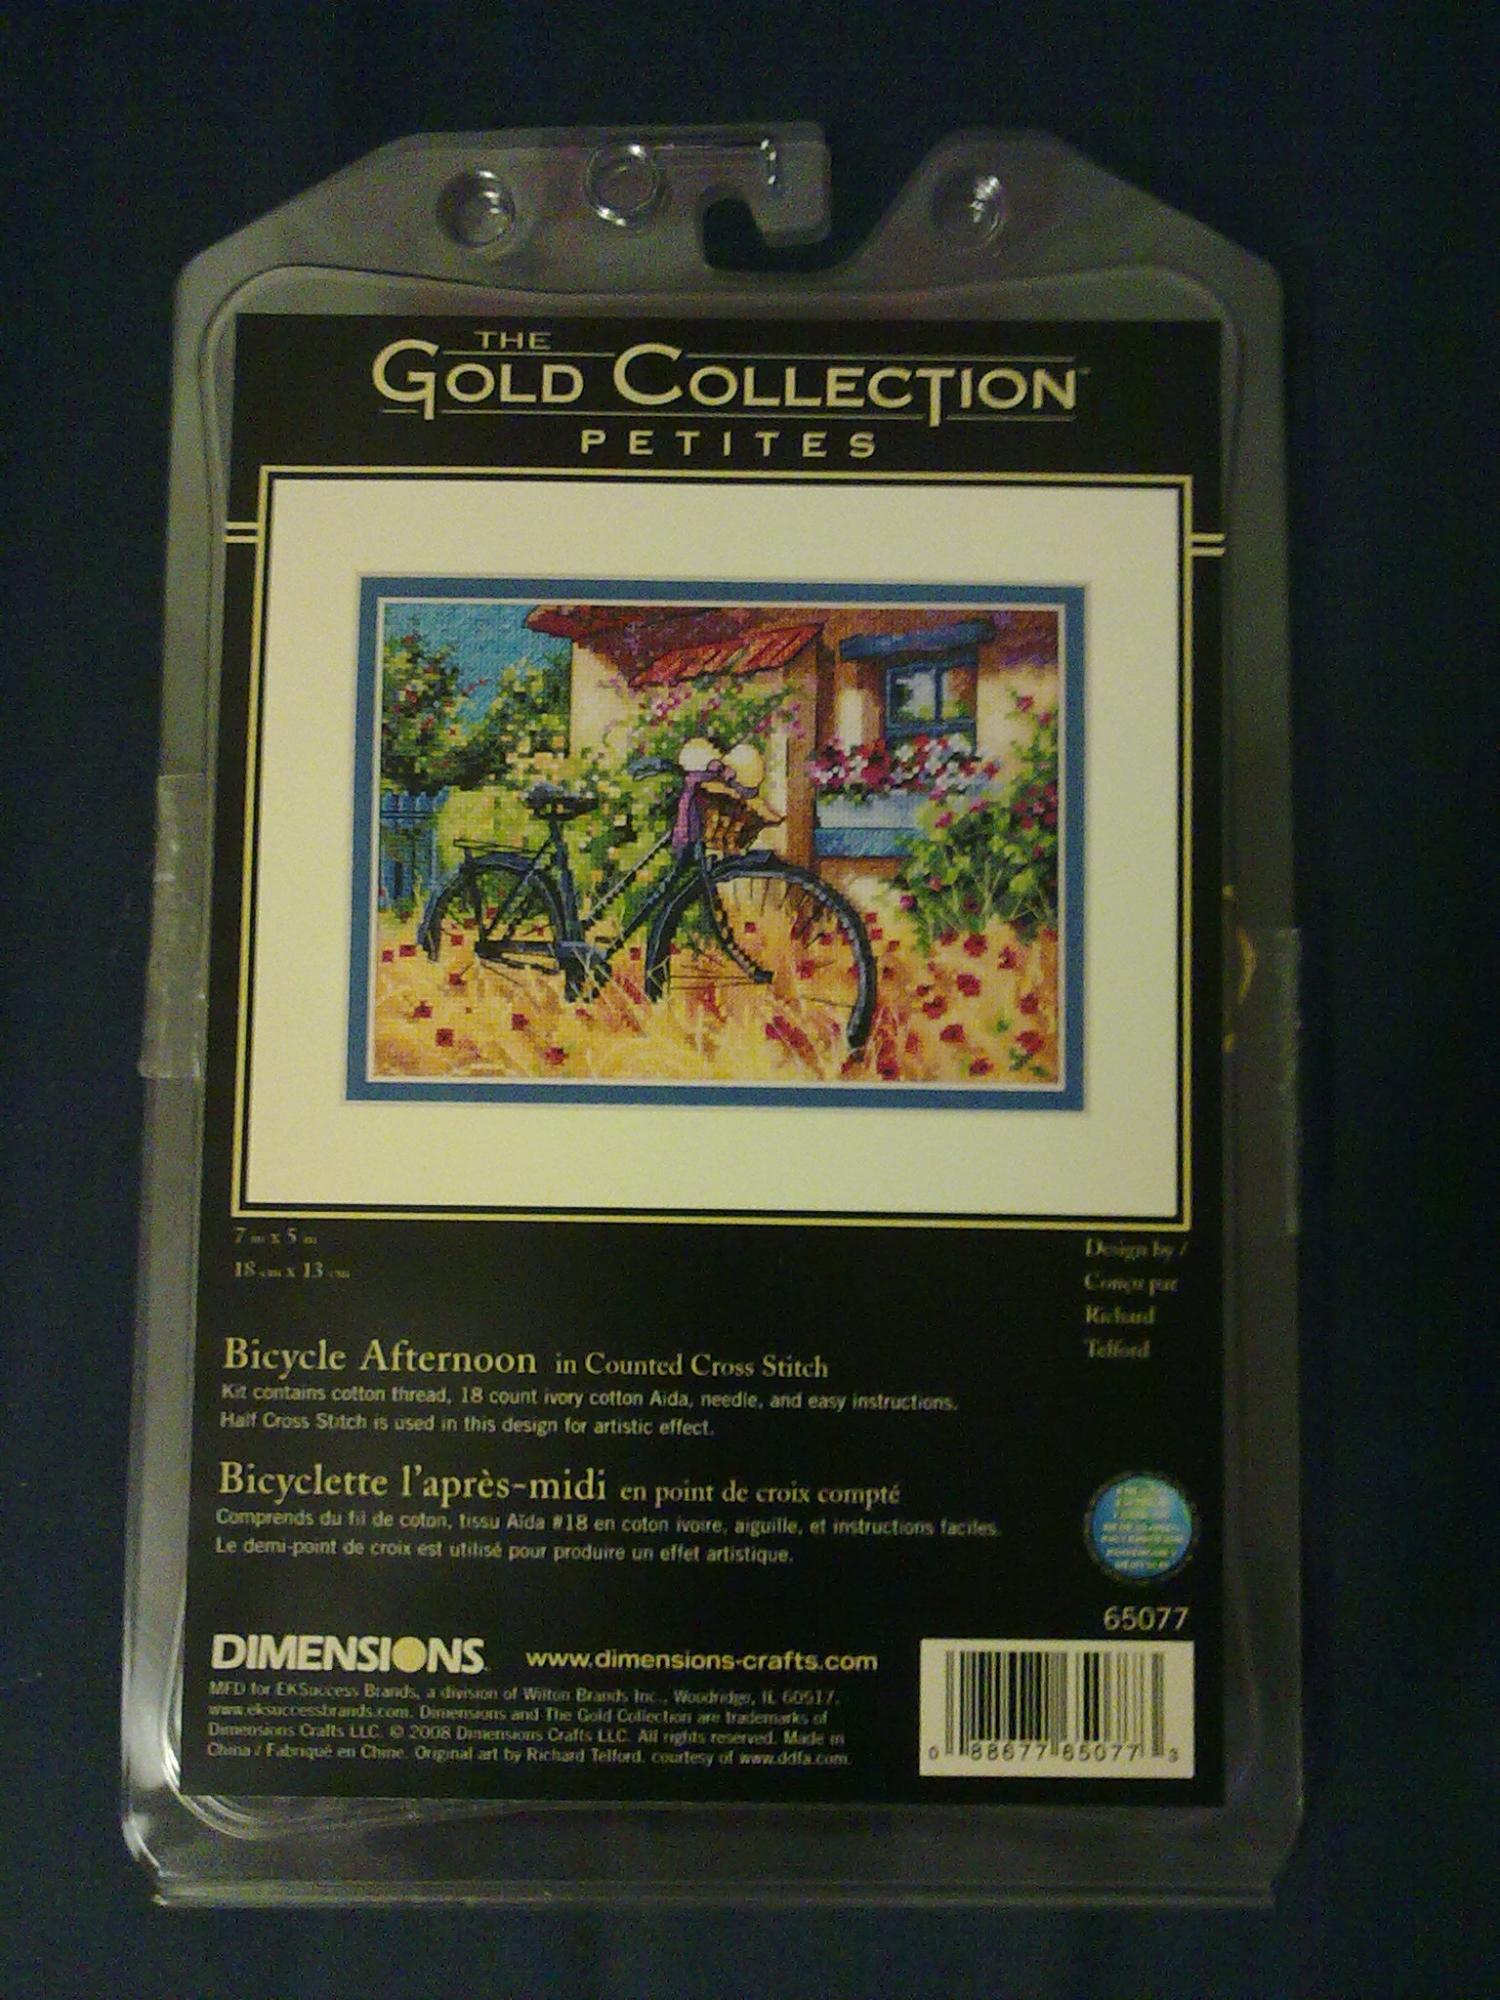 THE
GOLD COLLECTION™
PETITES
7 in x 5 in
18 cm x 13 cm
Design by /
Conçu par
Richard
Telford
Bicycle Afternoon in Counted Cross Stitch
Kit contains cotton thread, 18 count ivory cotton Aida, needle, and easy instructions.
Half Cross Stitch is used in this design for artistic effect.
Bicyclette l'après-midi en point de croix compté
Comprends du fil de coton, tissu Aïda #18 en coton ivoire, aiguille, et instructions faciles.
Le demi-point de croix est utilisé pour produire un effet artistique.
65077
DIMENSIONS www.dimensions-crafts.com
MFD for EKSuccess Brands, a division of Wilton Brands Inc., Woodridge, IL 60517.
www.eksuccessbrands.com. Dimensions and The Gold Collection are trademarks of
Dimensions Crafts LLC. © 2008 Dimensions Crafts LLC. All rights reserved. Made in
China / Fabriqué en Chine. Original art by Richard Telford, courtesy of www.ddfa.com.
0 88677 65077 3